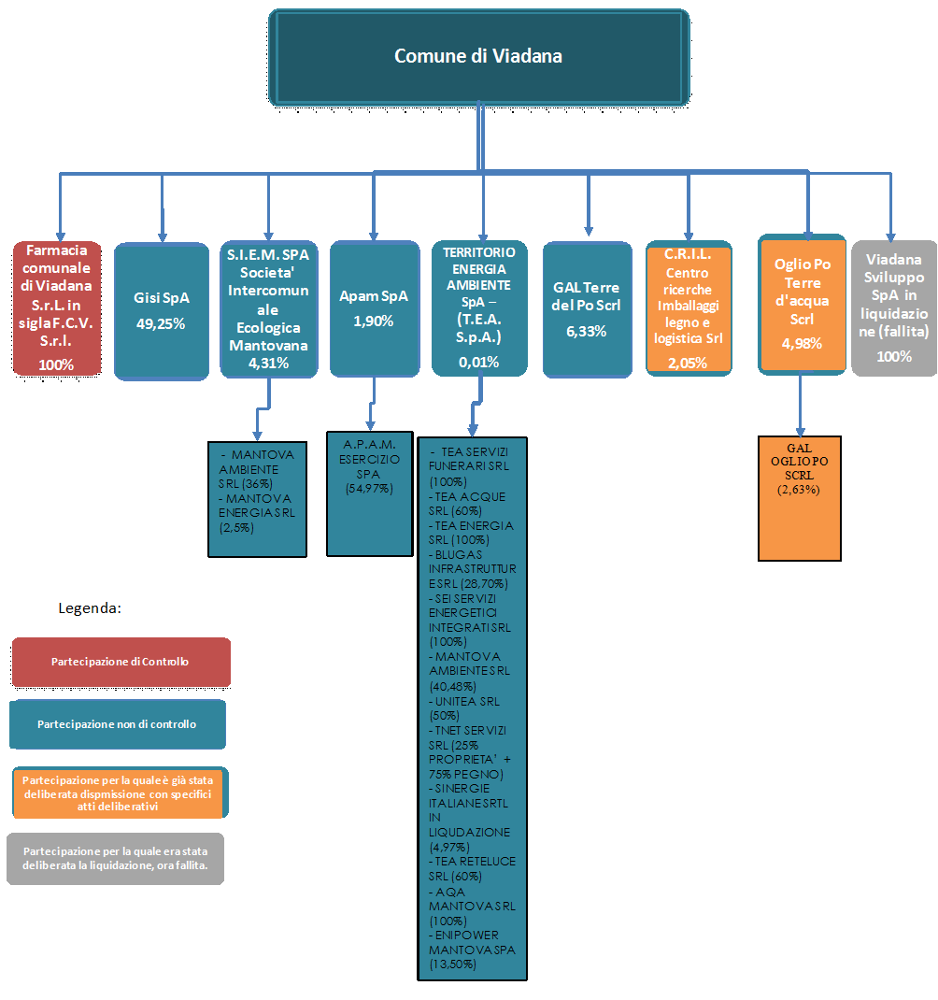 Comune di Viadana
Farmacia
comunale
di Viadana
S.r.L. in
sigla F.C.V.
S.r.l.
100%
Gisi SpA
49,25%
S.I.E.M. SPA
Societa'
Intercomun
ale
Ecologica
Mantovana
4,31%
Apam SpA
1,90%
TERRITORIO
ENERGIA
AMBIENTE
SpA –
(T.E.A.
S.p.A.)
0,01%
GAL Terre
del Po Scrl
6,33%
C.R.I.L.
Centro
ricerche
Imballaggi
legno e
logistica Srl
2,05%
Oglio Po
Terre
d'acqua
Scrl
4,98%
Viadana
Sviluppo
SpA in
liquidazio
ne (fallita)
100%
- MANTOVA
AMBIENTE
SRL (36%)
- MANTOVA
ENERGIA SRL
(2,5%)
A.P.A.M.
ESERCIZIO
SPA
(54,97%)
- TEA SERVIZI
FUNERARI SRL
(100%)
- TEA ACQUE
SRL (60%)
- TEA ENERGIA
SRL (100%)
- BLUGAS
INFRASTRUTTUR
E SRL (28,70%)
- SEI SERVIZI
ENERGETICI
INTEGRATI SRL
(100%)
- MANTOVA
AMBIENTE SRL
(40,48%)
- UNITEA SRL
(50%)
- TNET SERVIZI
SRL (25%
PROPRIETA' +
75% PEGNO)
- SINERGIE
ITALIANE SRTL
IN
LIQUDAZIONE
(4,97%)
- TEA RETELUCE
SRL (60%)
- AQA
MANTOVA SRL
(100%)
- ENIPOWER
MANTOVA SPA
(13,50%)
GAL
OGLIO PO
SCRL
(2,63%)
Legenda:
Partecipazione di Controllo
Partecipazione non di controllo
Partecipazione per la quale è già stata
deliberata dispmissione con specifici
atti deliberativi
Partecipazione per la quale era stata
deliberata la liquidazione, ora fallita.